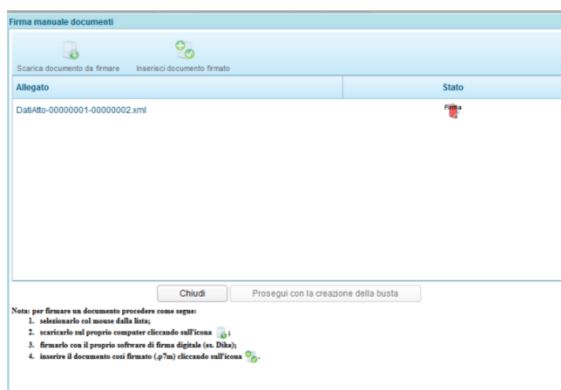 Firma manuale documenti
Scarica documento da firmare Inserisci documento firmato
Allegato Stato
DatiAtto-00000001-00000002.xml Firma
Chiudi Prosegui con la creazione della busta
Nota: per firmare un documento procedere come segue:
1. selezionarlo col mouse dalla lista;
2. scaricarlo sul proprio computer cliccando sull'icona ;
3. firmarlo con il proprio software di firma digitale (es. Dike);
4. inserire il documento così firmato (.p7m) cliccando sull'icona .